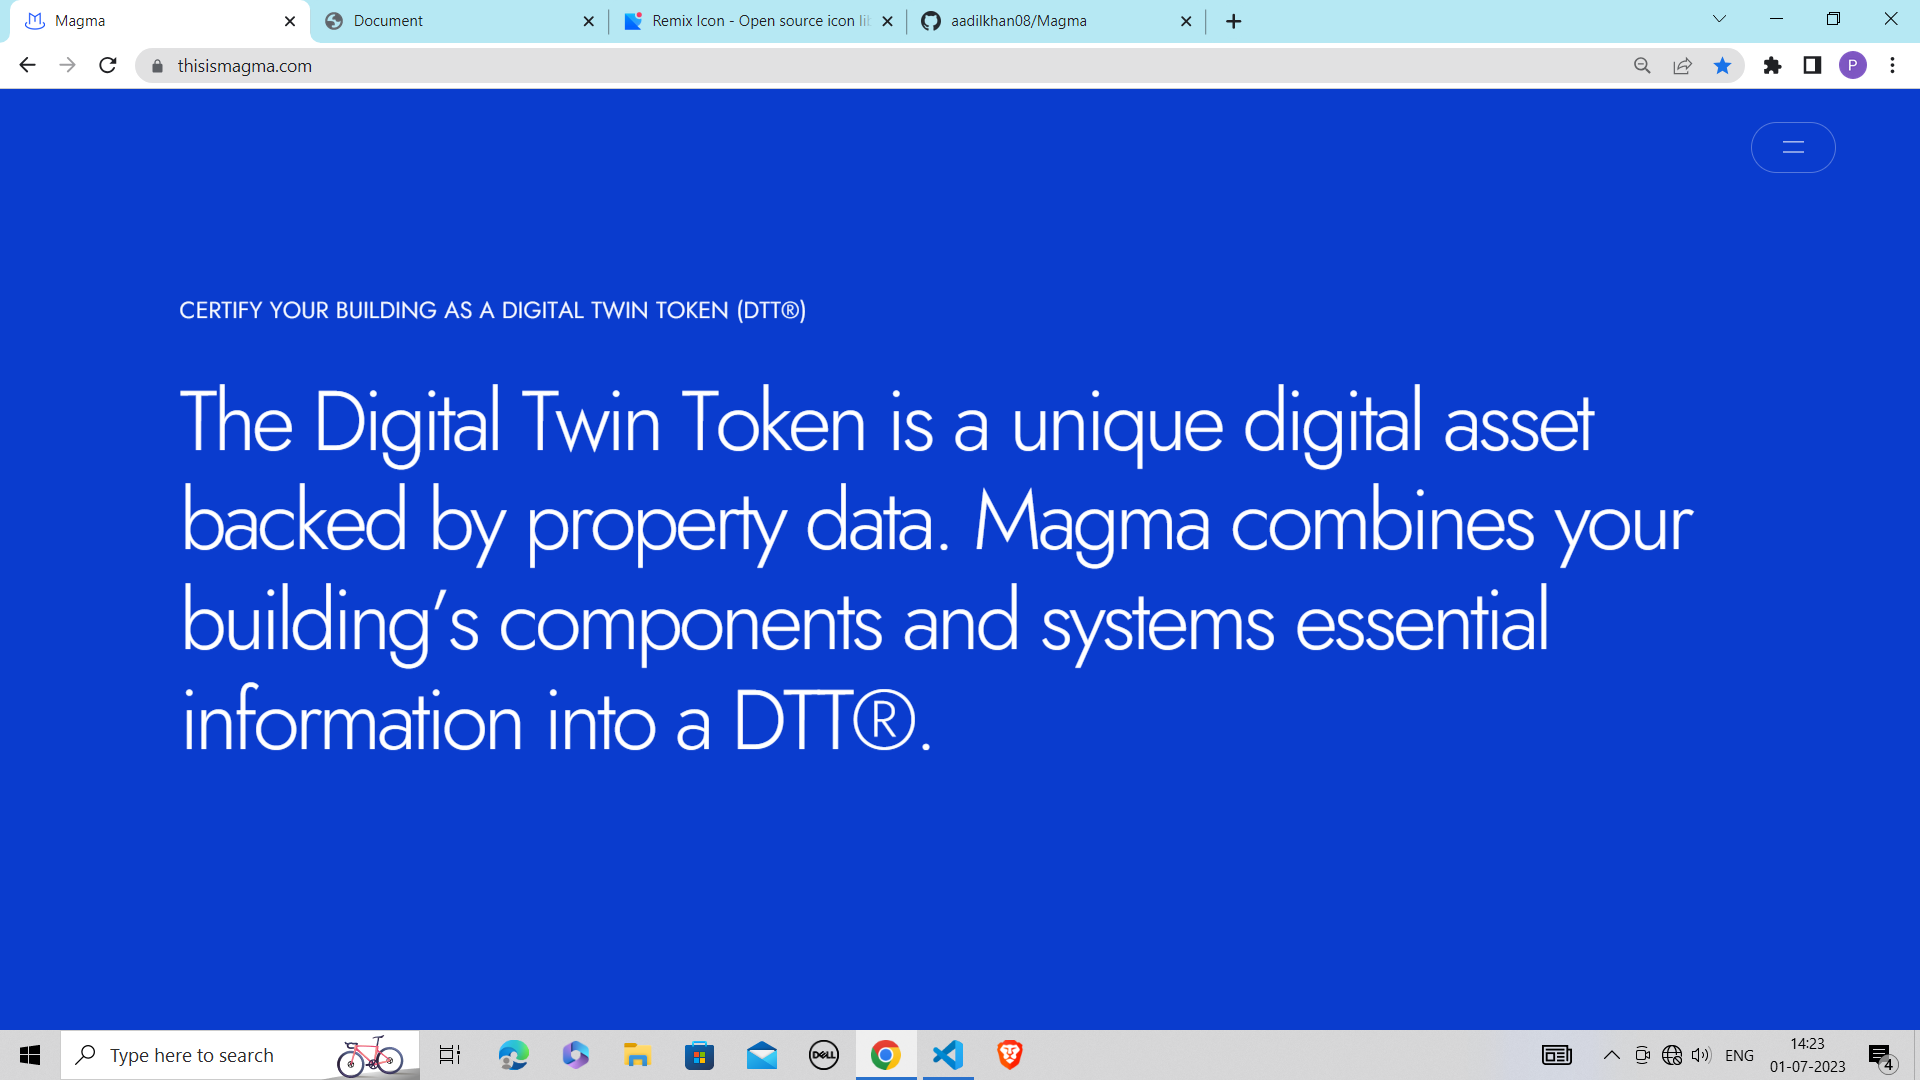 Magma
Document
Remix Icon - Open source icon lib
aadilkhan08/Magma
thisismagma.com
P
CERTIFY YOUR BUILDING AS A DIGITAL TWIN TOKEN (DTT®)
The Digital Twin Token is a unique digital asset
backed by property data. Magma combines your
building’s components and systems essential
information into a DTT®.
Type here to search
DELL
ENG
14:23
01-07-2023
4